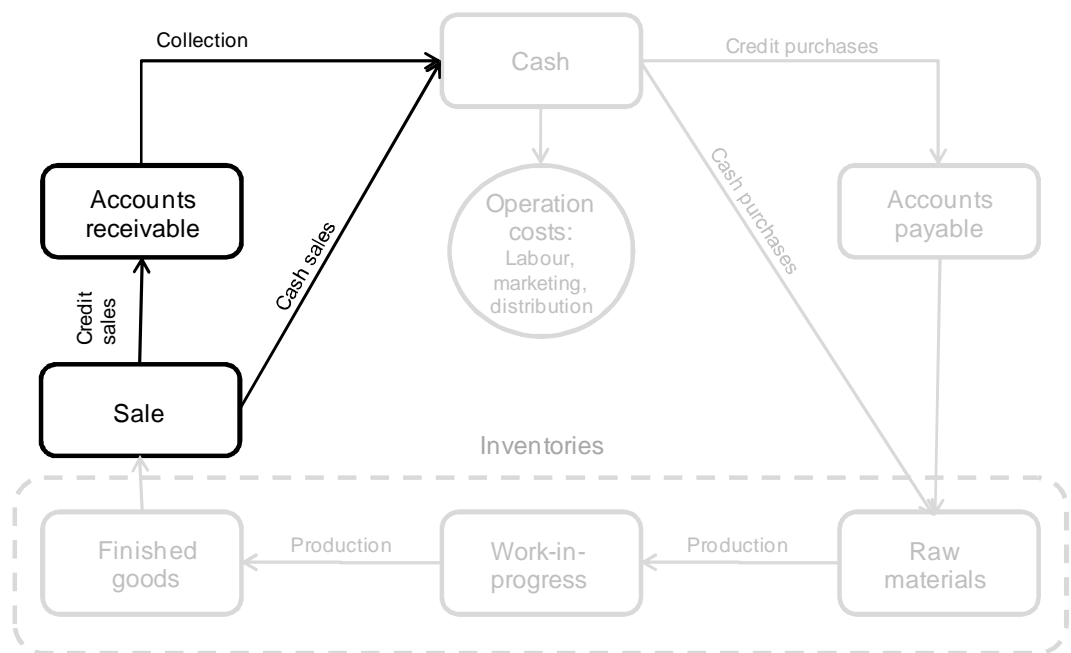 Collection
Cash
Credit purchases
Accounts
receivable
Cash sales
Operation
costs:
Labour,
marketing,
distribution
Cash purchases
Accounts
payable
Credit
sales
Sale
Inventories
Finished
goods
Production
Work-in-
progress
Production
Raw
materials